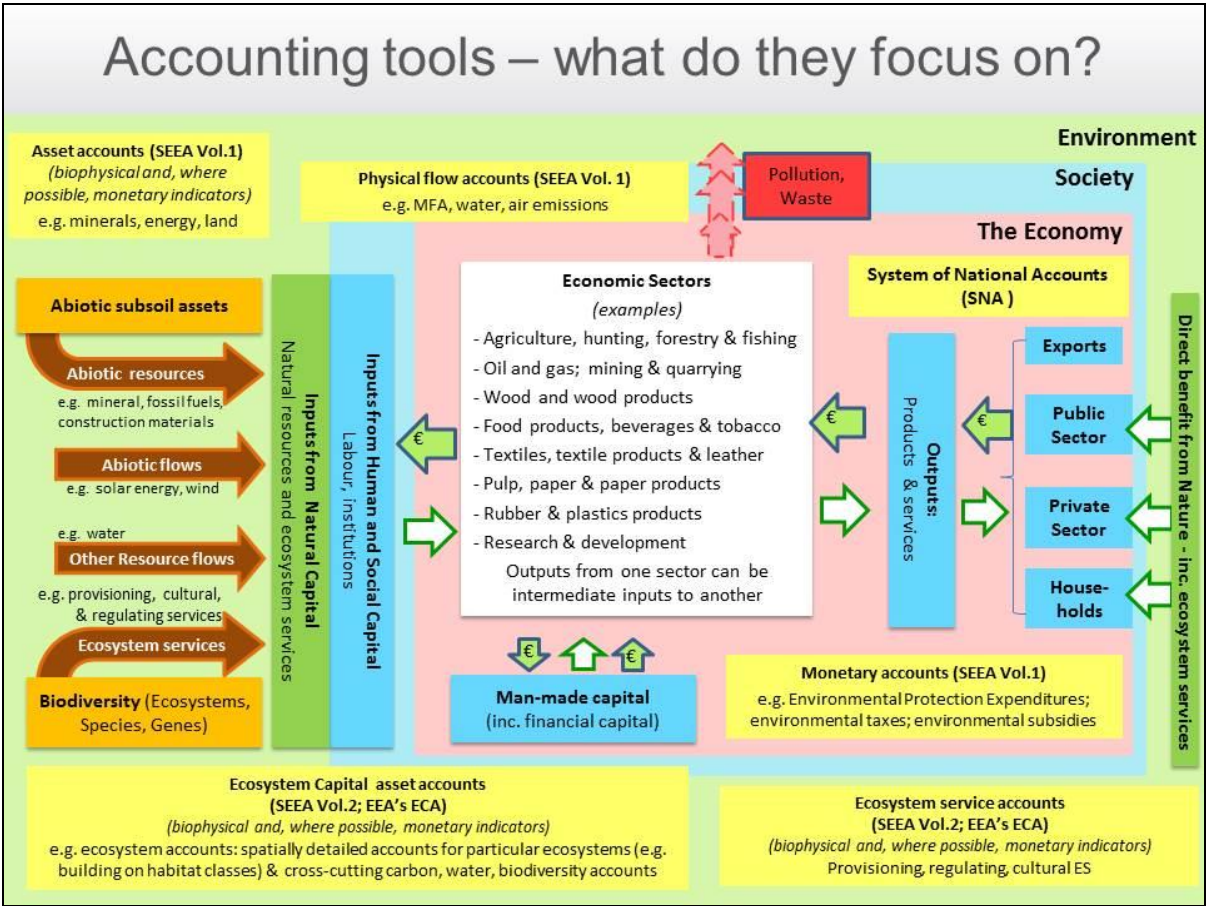 Accounting tools – what do they focus on?
Environment
Society
The Economy
Asset accounts (SEEA Vol.1)
(biophysical and, where
possible, monetary indicators)
e.g. minerals, energy, land
Physical flow accounts (SEEA Vol. 1)
e.g. MFA, water, air emissions
Pollution,
Waste
System of National Accounts
(SNA )
Abiotic subsoil assets
Abiotic resources
e.g. mineral, fossil fuels,
construction materials
Abiotic flows
e.g. solar energy, wind
e.g. water
Other Resource flows
e.g. provisioning, cultural,
& regulating services
Ecosystem services
Biodiversity (Ecosystems,
Species, Genes)
Inputs from Natural Capital
Natural resources and ecosystem services
Inputs from Human and Social Capital
Labour, institutions
€
Economic Sectors
(examples)
- Agriculture, hunting, forestry & fishing
- Oil and gas; mining & quarrying
- Wood and wood products
- Food products, beverages & tobacco
- Textiles, textile products & leather
- Pulp, paper & paper products
- Rubber & plastics products
- Research & development
Outputs from one sector can be
intermediate inputs to another
€
€
Man-made capital
(inc. financial capital)
€
Outputs:
Products & services
€
Exports
Public
Sector
Private
Sector
House-
holds
Direct benefit from Nature - inc. ecosystem services
Monetary accounts (SEEA Vol.1)
e.g. Environmental Protection Expenditures;
environmental taxes; environmental subsidies
Ecosystem Capital asset accounts
(SEEA Vol.2; EEA's ECA)
(biophysical and, where possible, monetary indicators)
e.g. ecosystem accounts: spatially detailed accounts for particular ecosystems (e.g.
building on habitat classes) & cross-cutting carbon, water, biodiversity accounts
Ecosystem service accounts
(SEEA Vol.2; EEA's ECA)
(biophysical and, where possible, monetary indicators)
Provisioning, regulating, cultural ES